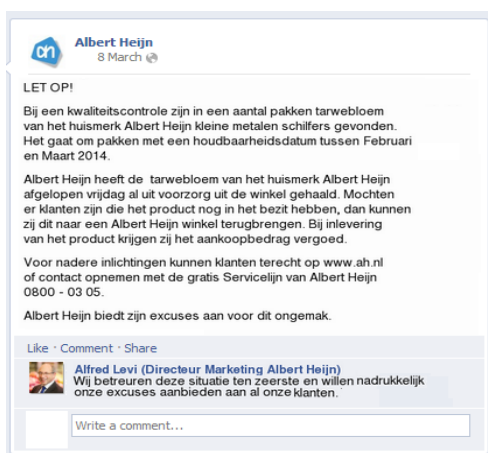 ah
Albert Heijn
8 March
LET OP!
Bij een kwaliteitscontrole zijn in een aantal pakken tarwebloem
van het huismerk Albert Heijn kleine metalen schilfers gevonden.
Het gaat om pakken met een houdbaarheidsdatum tussen Februari
en Maart 2014.
Albert Heijn heeft de tarwebloem van het huismerk Albert Heijn
afgelopen vrijdag al uit voorzorg uit de winkel gehaald. Mochten
er klanten zijn die het product nog in het bezit hebben, dan kunnen
zij dit naar een Albert Heijn winkel terugbrengen. Bij inlevering
van het product krijgen zij het aankoopbedrag vergoed.
Voor nadere inlichtingen kunnen klanten terecht op www.ah.nl
of contact opnemen met de gratis Servicelijn van Albert Heijn
0800 - 03 05.
Albert Heijn biedt zijn excuses aan voor dit ongemak.
Like · Comment · Share
Alfred Levi (Directeur Marketing Albert Heijn)
Wij betreuren deze situatie ten zeerste en willen nadrukkelijk
onze excuses aanbieden aan al onze klanten.
Write a comment...